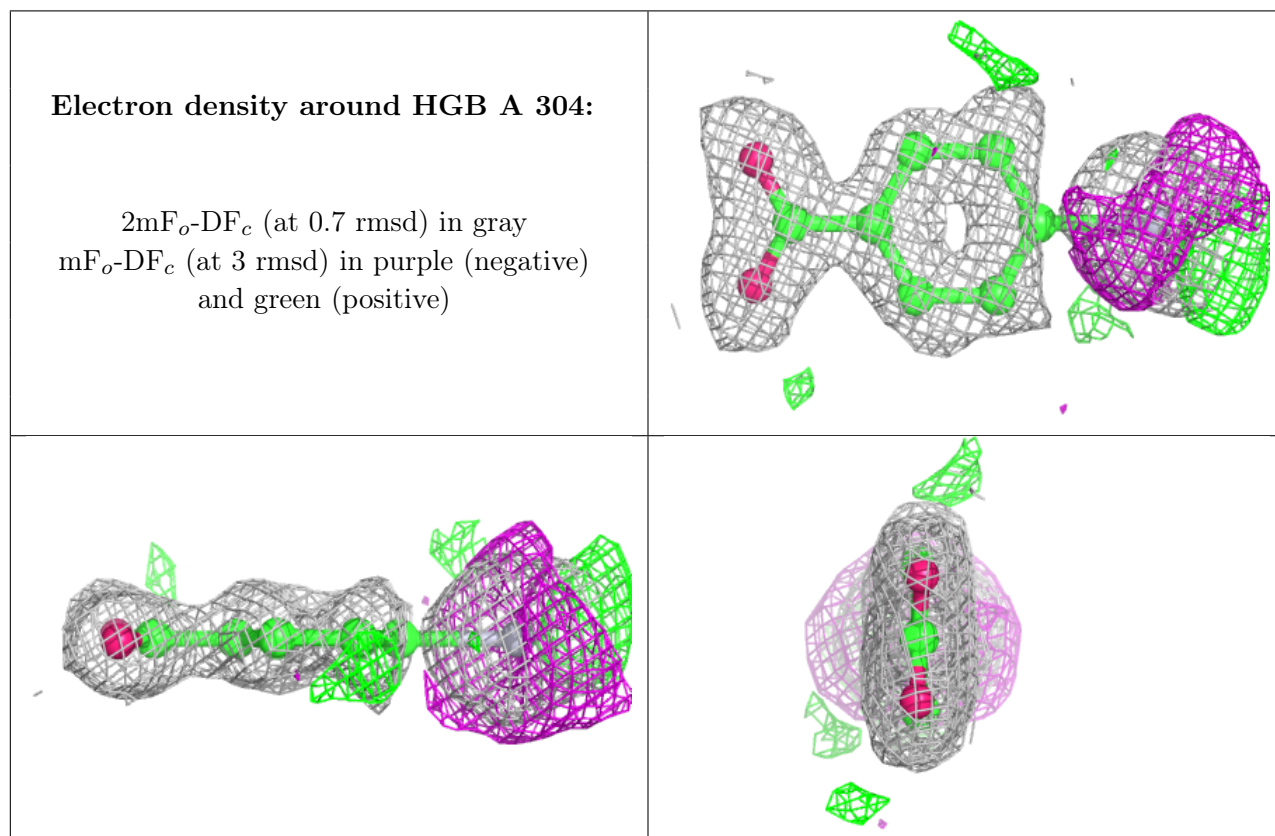 Electron density around HGB A 304:
2mFo-DFc (at 0.7 rmsd) in gray
mFo-DFc (at 3 rmsd) in purple (negative)
and green (positive)